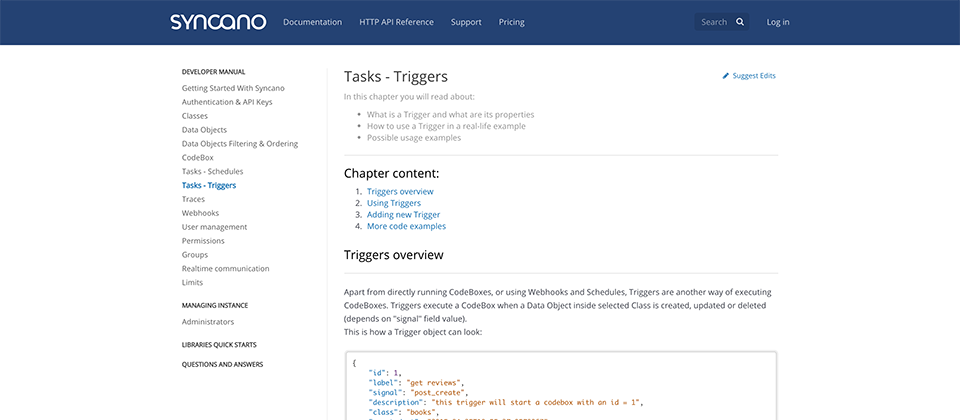 syncano Documentation HTTP API Reference Support Pricing Search Log in
DEVELOPER MANUAL
Getting Started With Syncano
Authentication & API Keys
Classes
Data Objects
Data Objects Filtering & Ordering
CodeBox
Tasks - Schedules
Tasks - Triggers
Traces
Webhooks
User management
Permissions
Groups
Realtime communication
Limits
MANAGING INSTANCE
Administrators
LIBRARIES QUICK STARTS
QUESTIONS AND ANSWERS
Tasks - Triggers
Suggest Edits
In this chapter you will read about:
• What is a Trigger and what are its properties
• How to use a Trigger in a real-life example
• Possible usage examples
Chapter content:
1. Triggers overview
2. Using Triggers
3. Adding new Trigger
4. More code examples
Triggers overview
Apart from directly running CodeBoxes, or using Webhooks and Schedules, Triggers are another way of executing
CodeBoxes. Triggers execute a CodeBox when a Data Object inside selected Class is created, updated or deleted
(depends on "signal" field value).
This is how a Trigger object can look:
{
"id": 1,
"label": "get reviews",
"signal": "post_create",
"description": "this trigger will start a codebox with an id = 1",
"class": "books",